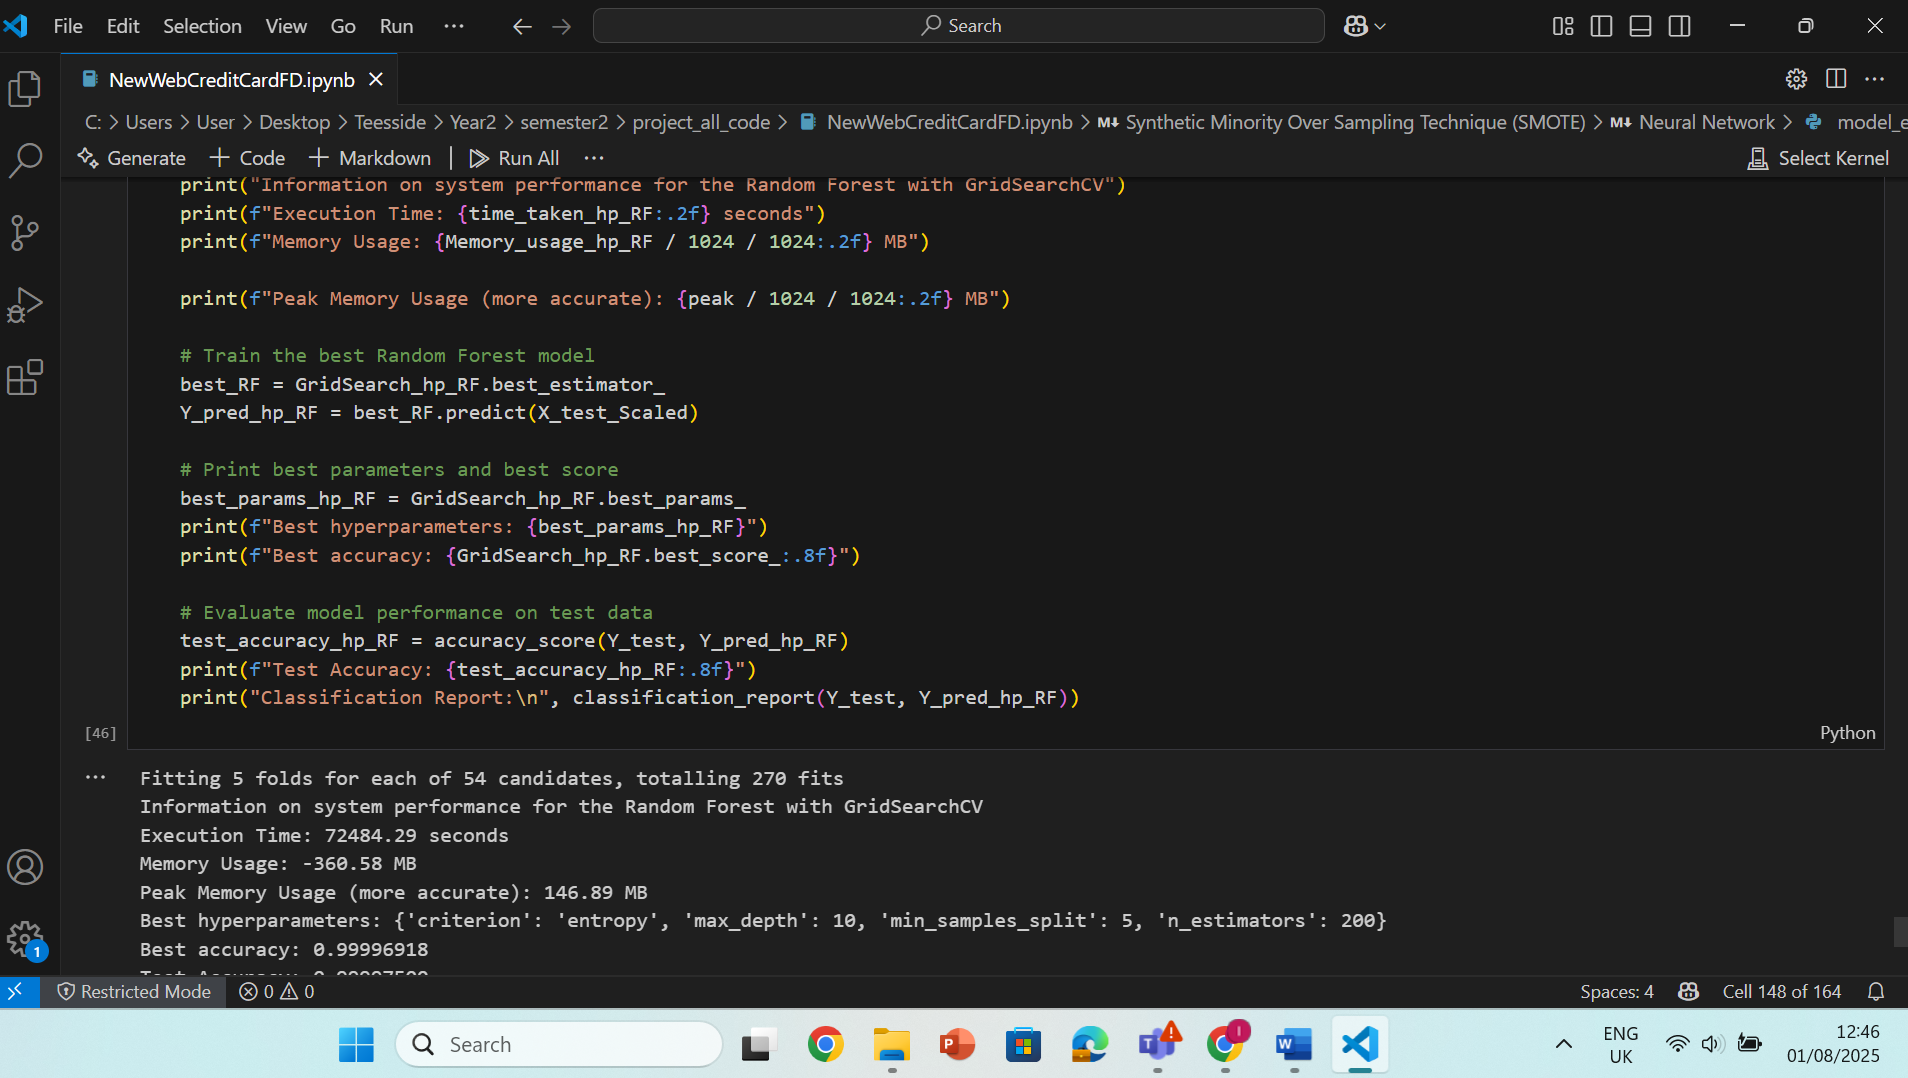 File Edit Selection View Go Run ···
Search
NewWebCreditCardFD.ipynb
C: > Users > User > Desktop > Teesside > Year2 > semester2 > project_all_code > NewWebCreditCardFD.ipynb > M↓ Synthetic Minority Over Sampling Technique (SMOTE) > M↓ Neural Network > model_e
Generate + Code + Markdown | Run All ···
Select Kernel
print("Information on system performance for the Random Forest with GridSearchCV")
print(f"Execution Time: {time_taken_hp_RF:.2f} seconds")
print(f"Memory Usage: {Memory_usage_hp_RF / 1024 / 1024:.2f} MB")
print(f"Peak Memory Usage (more accurate): {peak / 1024 / 1024:.2f} MB")
# Train the best Random Forest model
best_RF = GridSearch_hp_RF.best_estimator_
Y_pred_hp_RF = best_RF.predict(X_test_Scaled)
# Print best parameters and best score
best_params_hp_RF = GridSearch_hp_RF.best_params_
print(f"Best hyperparameters: {best_params_hp_RF}")
print(f"Best accuracy: {GridSearch_hp_RF.best_score_:.8f}")
# Evaluate model performance on test data
test_accuracy_hp_RF = accuracy_score(Y_test, Y_pred_hp_RF)
print(f"Test Accuracy: {test_accuracy_hp_RF:.8f}")
print("Classification Report:\n", classification_report(Y_test, Y_pred_hp_RF))
[46]
Python
··· Fitting 5 folds for each of 54 candidates, totalling 270 fits
Information on system performance for the Random Forest with GridSearchCV
Execution Time: 72484.29 seconds
Memory Usage: -360.58 MB
Peak Memory Usage (more accurate): 146.89 MB
Best hyperparameters: {'criterion': 'entropy', 'max_depth': 10, 'min_samples_split': 5, 'n_estimators': 200}
Best accuracy: 0.99996918
1
Restricted Mode 0 0
Spaces: 4 Cell 148 of 164
Search
ENG
UK
12:46
01/08/2025